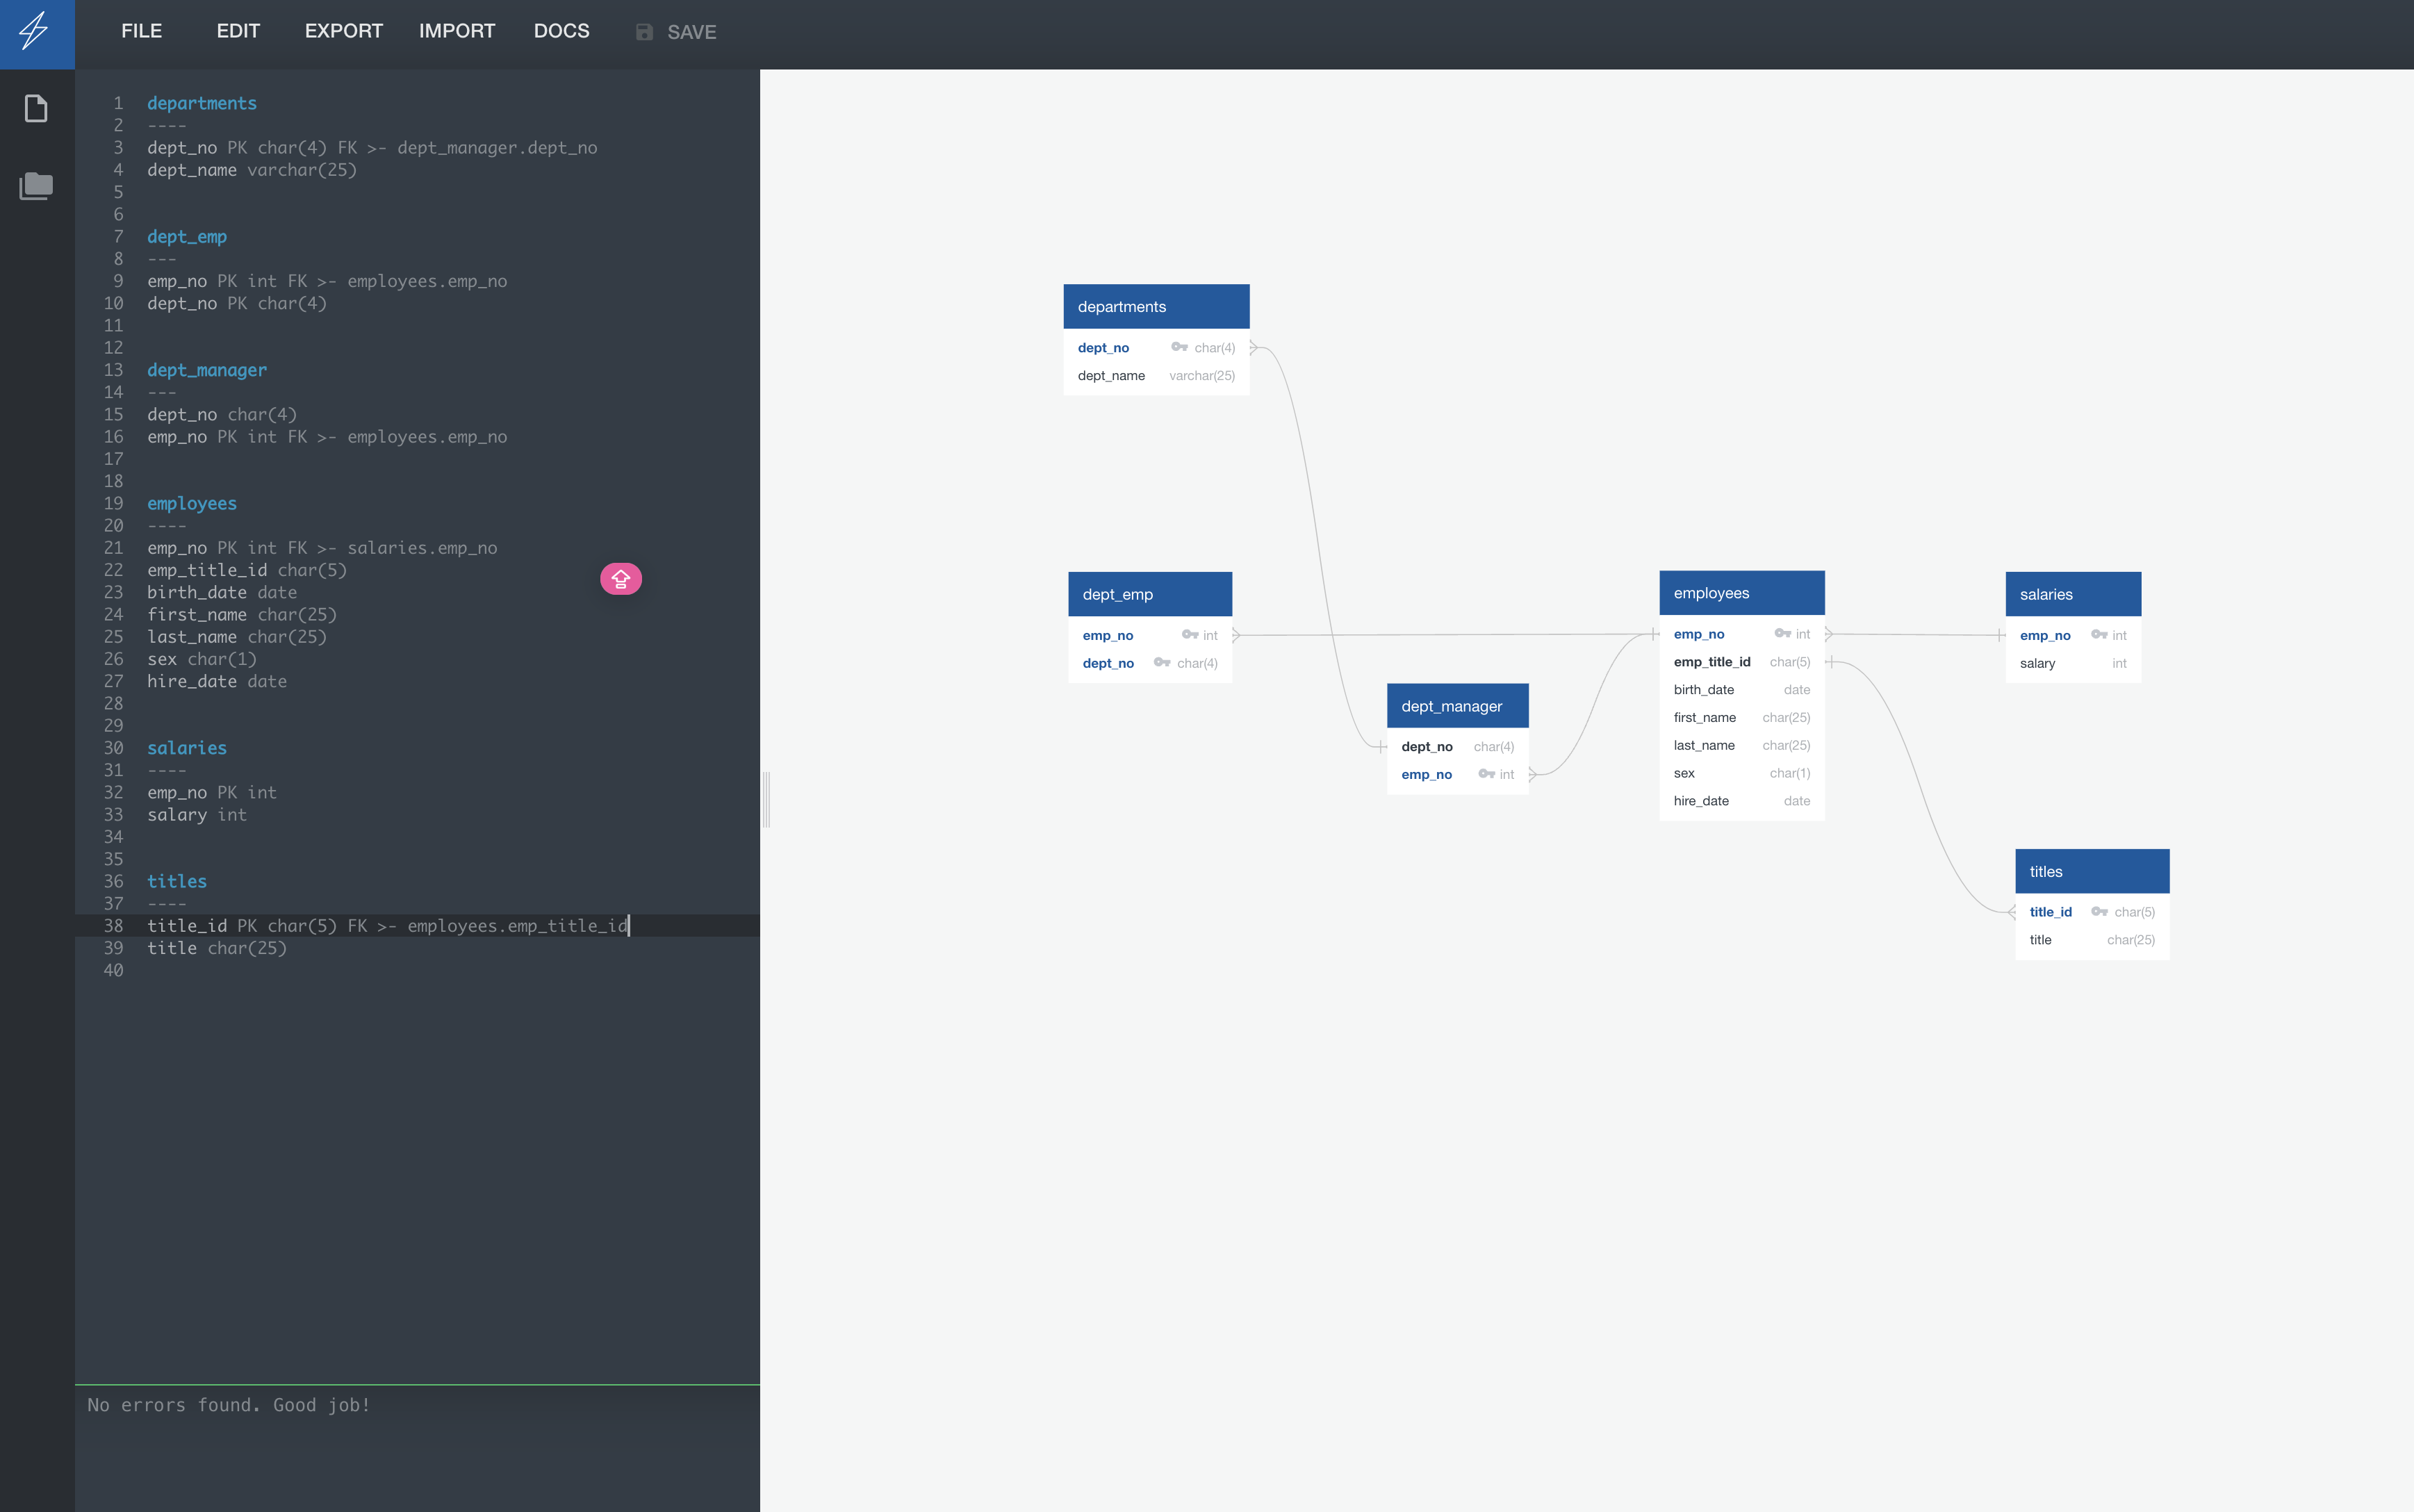 FILE EDIT EXPORT IMPORT DOCS SAVE
1 departments
2 ----
3 dept_no PK char(4) FK >- dept_manager.dept_no
4 dept_name varchar(25)
5
6
7 dept_emp
8 ---
9 emp_no PK int FK >- employees.emp_no
10 dept_no PK char(4)
11
12
13 dept_manager
14 ---
15 dept_no char(4)
16 emp_no PK int FK >- employees.emp_no
17
18
19 employees
20 ----
21 emp_no PK int FK >- salaries.emp_no
22 emp_title_id char(5)
23 birth_date date
24 first_name char(25)
25 last_name char(25)
26 sex char(1)
27 hire_date date
28
29
30 salaries
31 ----
32 emp_no PK int
33 salary int
34
35
36 titles
37 ----
38 title_id PK char(5) FK >- employees.emp_title_id
39 title char(25)
40
No errors found. Good job!
departments
dept_no char(4)
dept_name varchar(25)
dept_emp
emp_no int
dept_no char(4)
dept_manager
dept_no char(4)
emp_no int
employees
emp_no int
emp_title_id char(5)
birth_date date
first_name char(25)
last_name char(25)
sex char(1)
hire_date date
salaries
emp_no int
salary int
titles
title_id char(5)
title char(25)